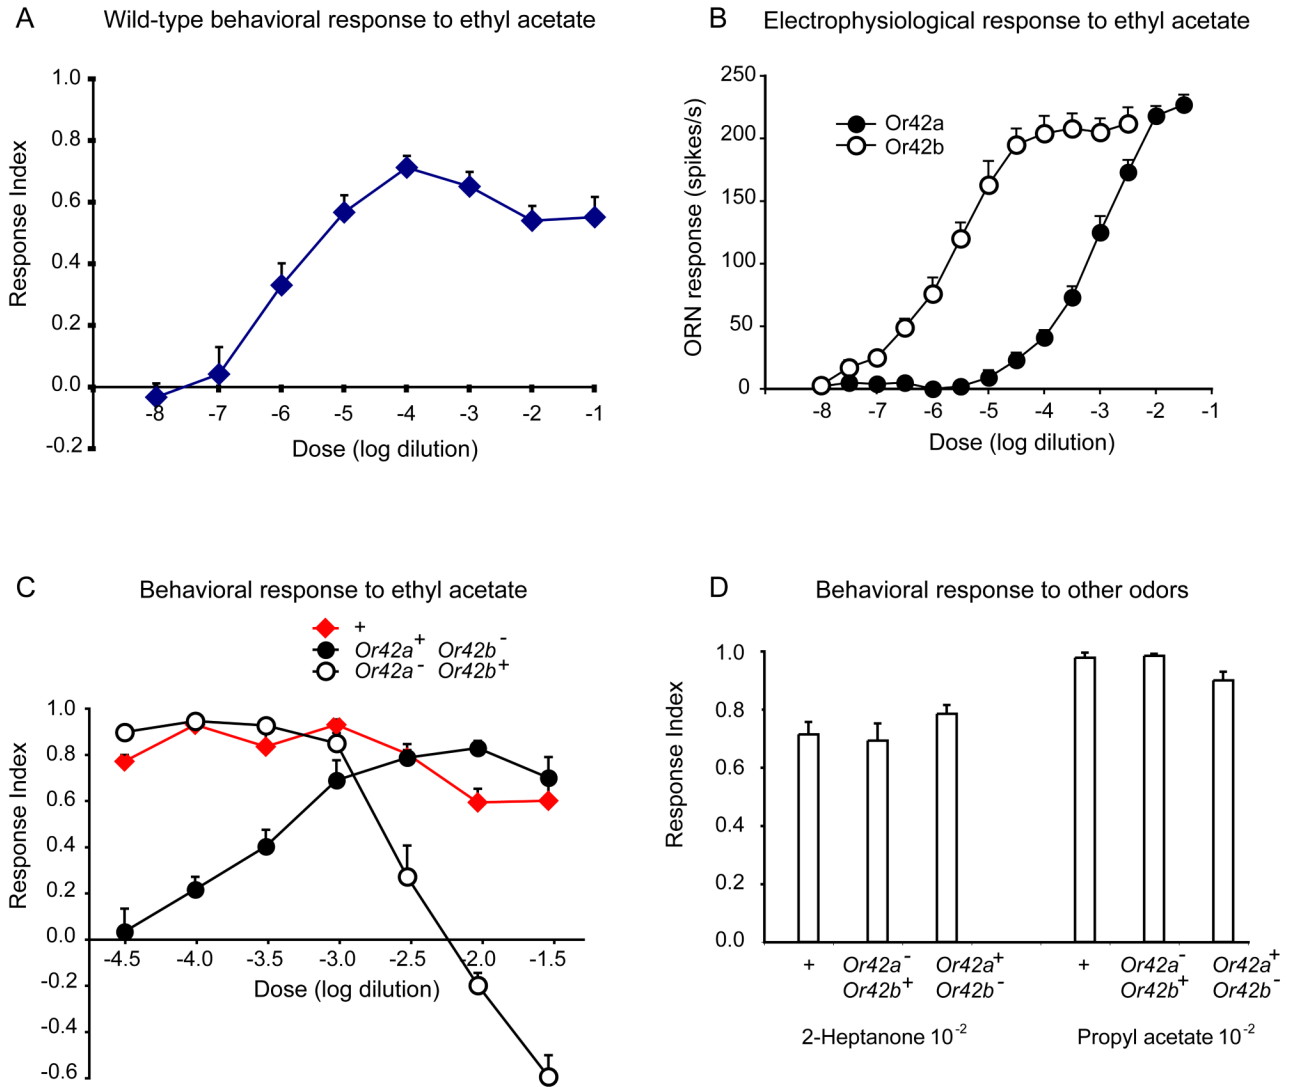 A
Wild-type behavioral response to ethyl acetate
Response Index
1.0
0.8
0.6
0.4
0.2
0.0
-0.2
-8 -7 -6 -5 -4 -3 -2 -1
Dose (log dilution)
B
Electrophysiological response to ethyl acetate
ORN response (spikes/s)
250
200
150
100
50
0
Or42a
Or42b
-8 -7 -6 -5 -4 -3 -2 -1
Dose (log dilution)
C
Behavioral response to ethyl acetate
+
Or42a+ Or42b-
Or42a- Or42b+
Response Index
1.0
0.8
0.6
0.4
0.2
0.0
-0.2
-0.4
-0.6
-4.5 -4.0 -3.5 -3.0 -2.5 -2.0 -1.5
Dose (log dilution)
D
Behavioral response to other odors
Response Index
1.0
0.8
0.6
0.4
0.2
0.0
+ Or42a- Or42a+ + Or42a- Or42a+
Or42b+ Or42b- Or42b+ Or42b-
2-Heptanone 10-2 Propyl acetate 10-2